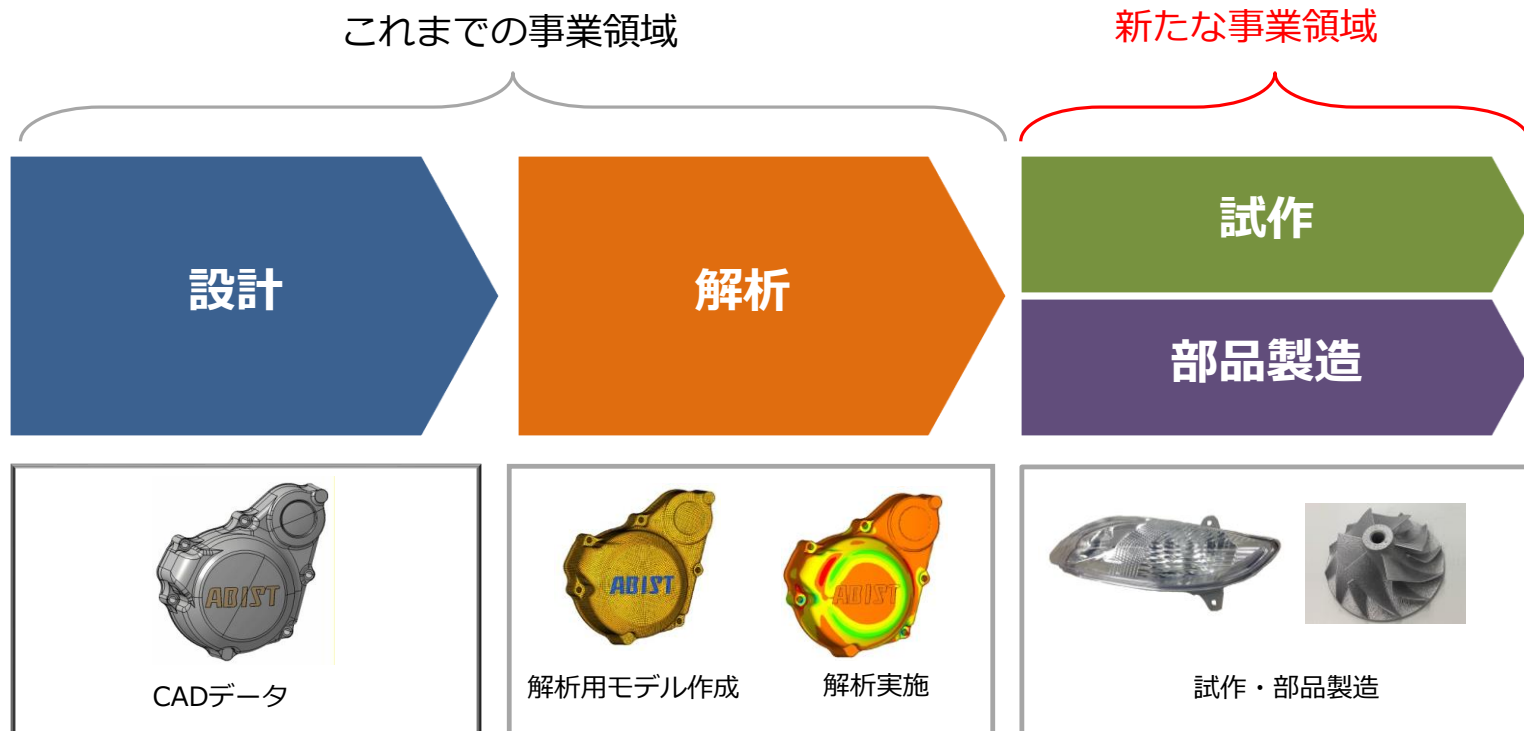 これまでの事業領域
新たな事業領域
設計
解析
試作
部品製造
ABIST
ABIST
ABIST
CADデータ
解析用モデル作成
解析実施
試作・部品製造